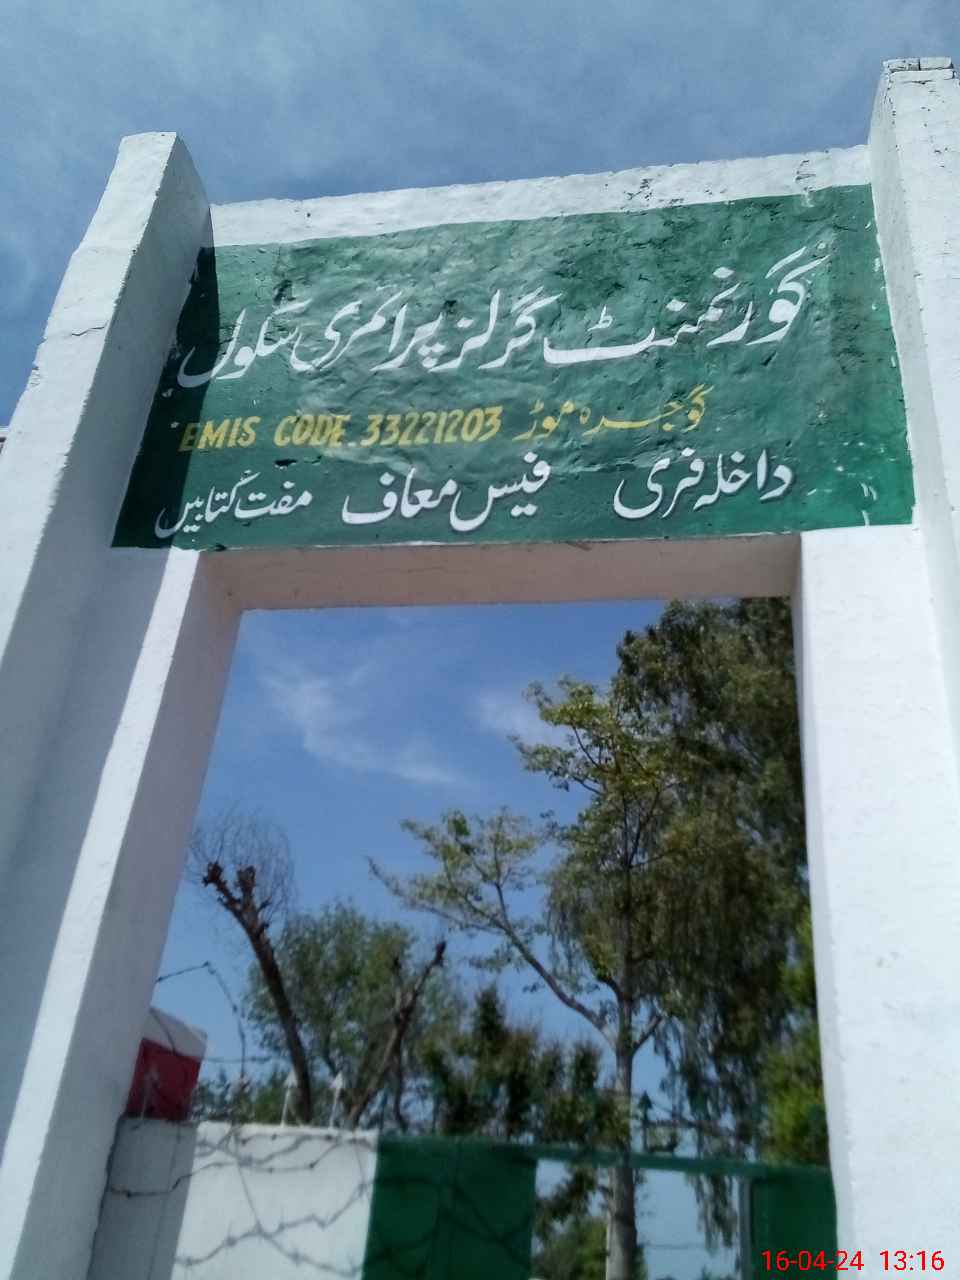 گورنمنٹ گرلز پرائمری سکول
گوجرہ موڑ EMIS CODE. 33221203
داخلہ فری فیس معاف مفت کتابیں
16-04-24 13:16